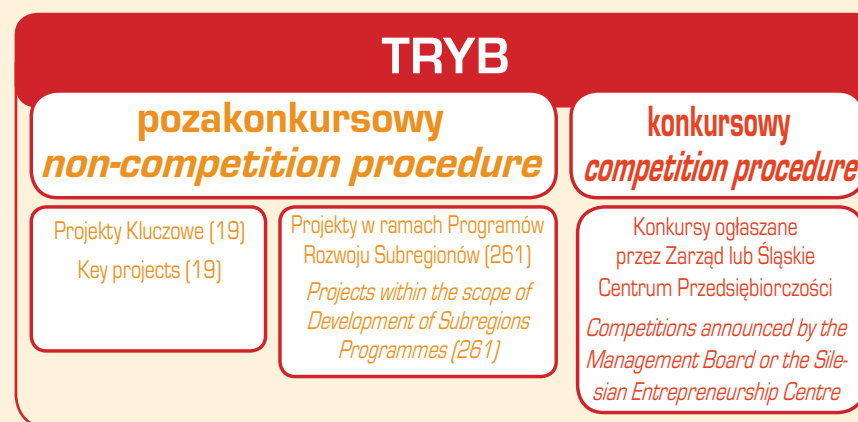 TRYB
pozakonkursowy
non-competition procedure
konkursowy
competition procedure
Projekty Kluczowe (19)
Key projects (19)
Projekty w ramach Programów
Rozwoju Subregionów (261)
Projects within the scope of
Development of Subregions
Programmes (261)
Konkursy ogłaszane
przez Zarząd lub Śląskie
Centrum Przedsiębiorczości
Competitions announced by the
Management Board or the Sile-
sian Entrepreneurship Centre